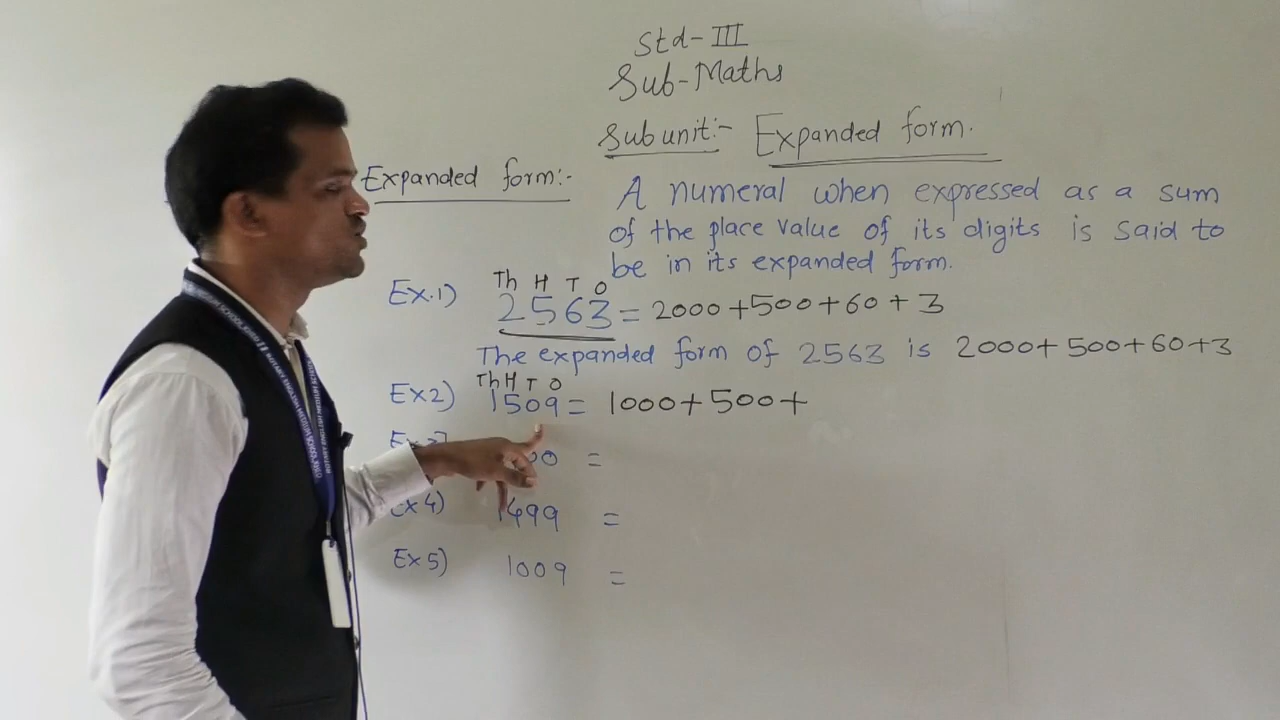 Std-III
Sub-Maths
Subunit:- Expanded form.
Expanded form:-
A numeral when expressed as a sum
of the place value of its digits is said to
be in its expanded form.
Th H T O
Ex.1) 2563 = 2000+500+60+3
The expanded form of 2563 is 2000+500+60+3
Th H T O
Ex2) 1509 = 1000+500+
=
Ex4) 1499 =
Ex5) 1009 =